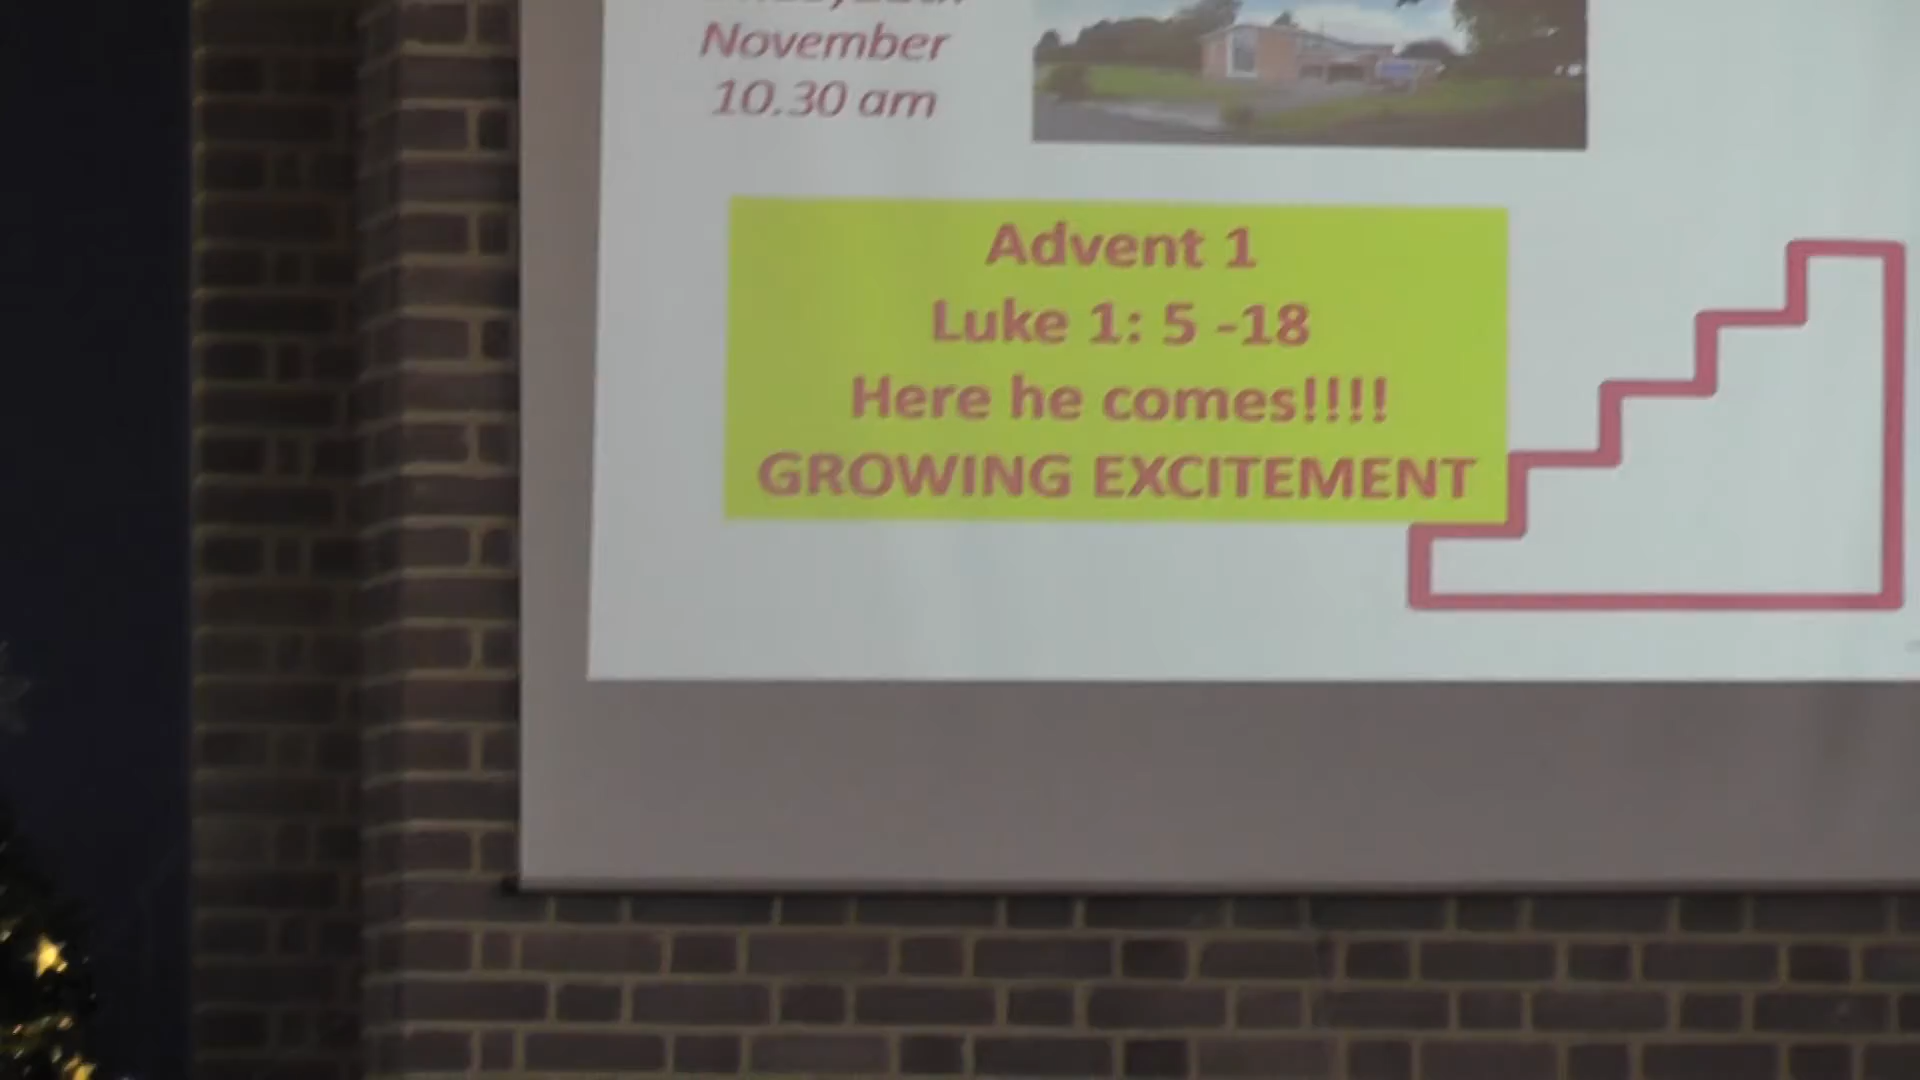 November
10.30 am
Advent 1
Luke 1: 5 -18
Here he comes!!!!
GROWING EXCITEMENT